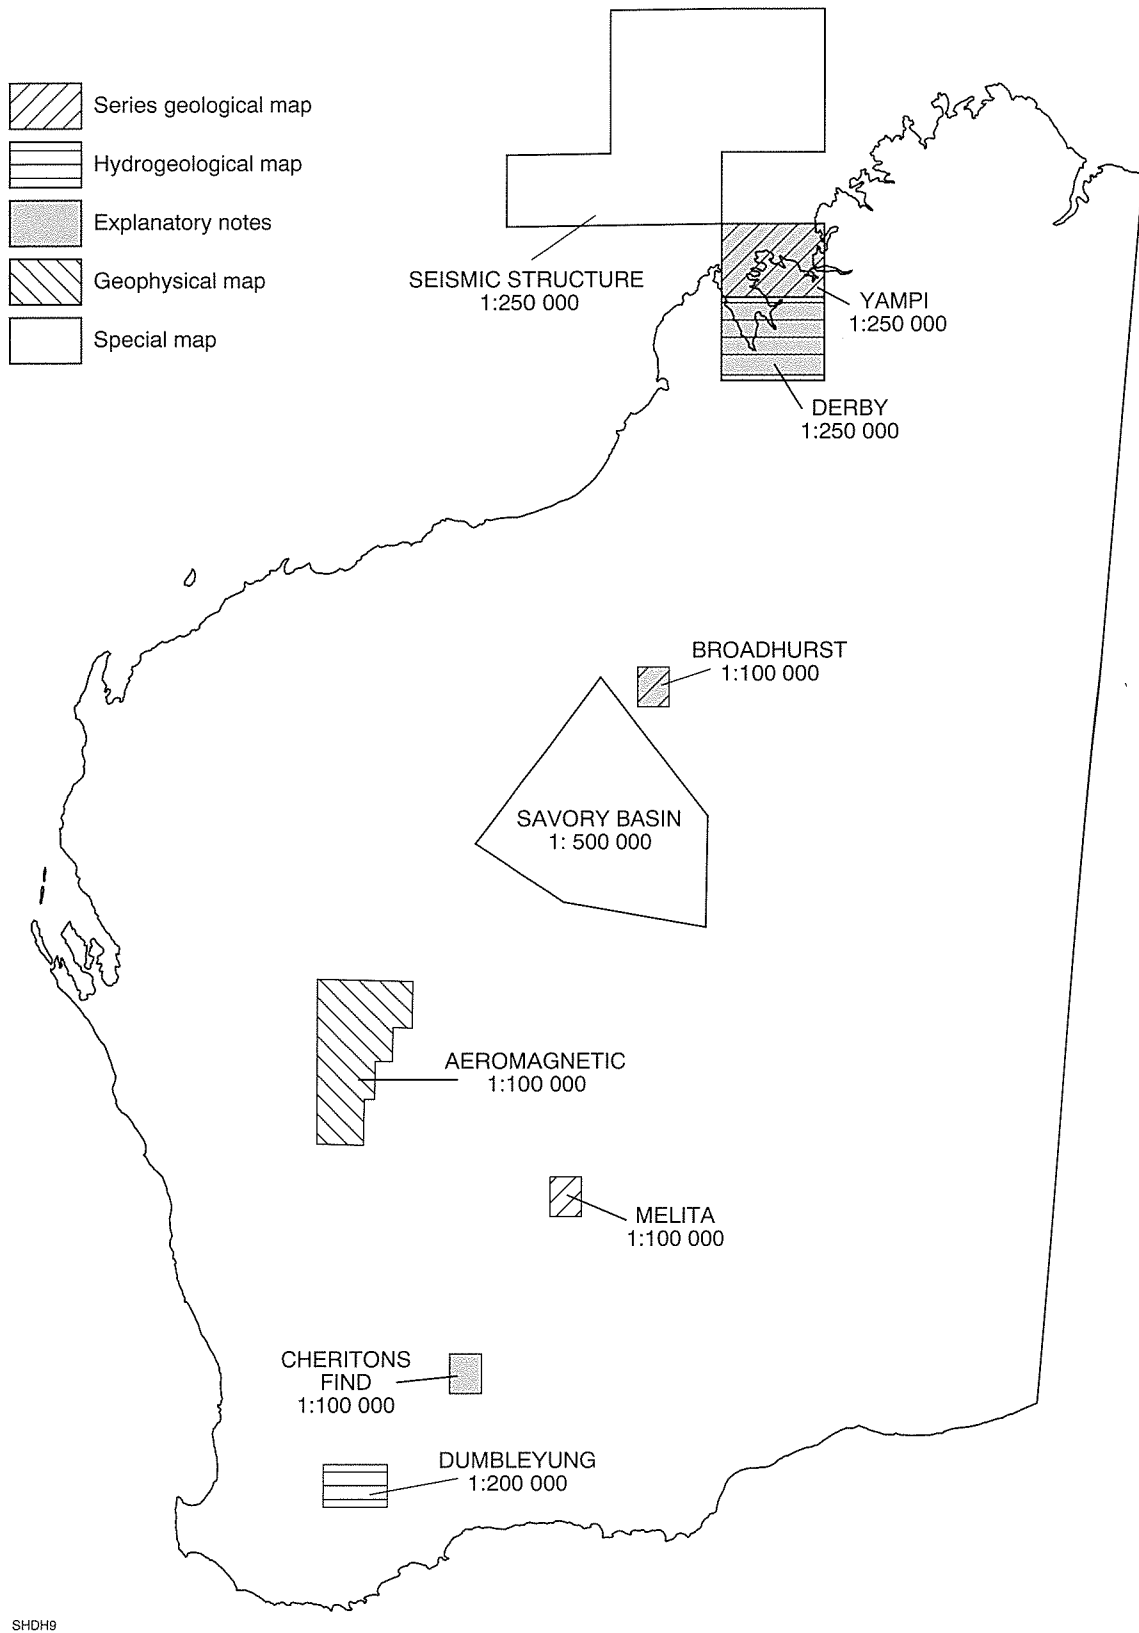 Series geological map
Hydrogeological map
Explanatory notes
Geophysical map
Special map
SEISMIC STRUCTURE
1:250 000
YAMPI
1:250 000
DERBY
1:250 000
BROADHURST
1:100 000
SAVORY BASIN
1: 500 000
AEROMAGNETIC
1:100 000
MELITA
1:100 000
CHERITONS
FIND
1:100 000
DUMBLEYUNG
1:200 000
SHDH9